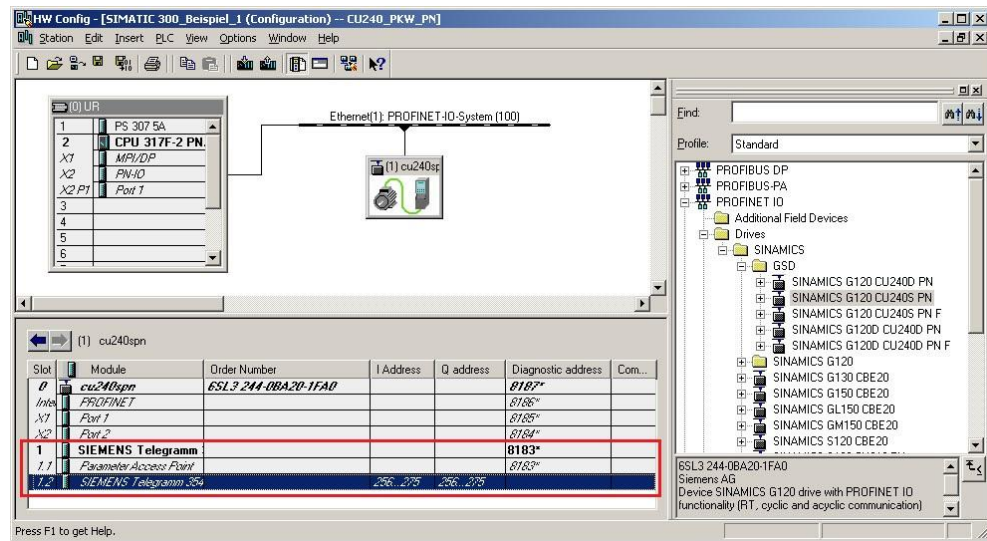 HW Config - [SIMATIC 300_Beispiel_1 (Configuration) -- CU240_PKW_PN]
Station Edit Insert PLC View Options Window Help
(0) UR
1 PS 307 5A
2 CPU 317F-2 PN
X1 MPI/DP
X2 PN-IO
X2 P1 Port 1
3
4
5
6
Ethernet(1): PROFINET-IO-System (100)
(1) cu240sp
Find:
Profile: Standard
PROFIBUS DP
PROFIBUS-PA
PROFINET IO
Additional Field Devices
Drives
SINAMICS
GSD
SINAMICS G120 CU240D PN
SINAMICS G120 CU240S PN
SINAMICS G120 CU240S PN F
SINAMICS G120D CU240D PN
SINAMICS G120D CU240D PN F
SINAMICS G120
SINAMICS G130 CBE20
SINAMICS G150 CBE20
SINAMICS GL150 CBE20
SINAMICS GM150 CBE20
SINAMICS S120 CBE20
6SL3 244-0BA20-1FA0
Siemens AG
Device SINAMICS G120 drive with PROFINET IO
functionality (RT, cyclic and acyclic communication)
(1) cu240spn
Slot Module Order Number I Address Q address Diagnostic address Com...
0 cu240spn 6SL3 244-0BA20-1FA0 8187*
Inte PROFINET 8186*
X1 Port 1 8185*
X2 Port 2 8184*
1 SIEMENS Telegramm 8183*
1.1 Parameter Access Point 8183*
1.2 SIEMENS Telegramm 354 256...275 256...275
Press F1 to get Help.